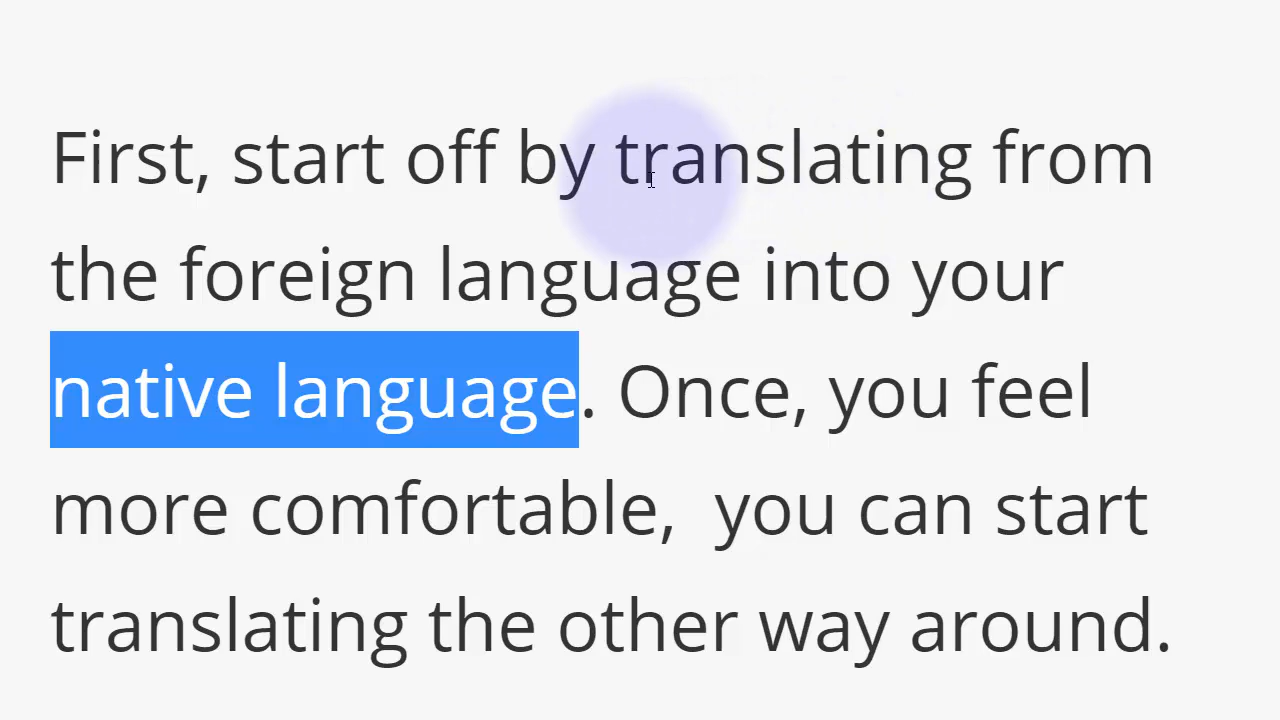 First, start off by translating from
the foreign language into your
native language. Once, you feel
more comfortable,  you can start
translating the other way around.